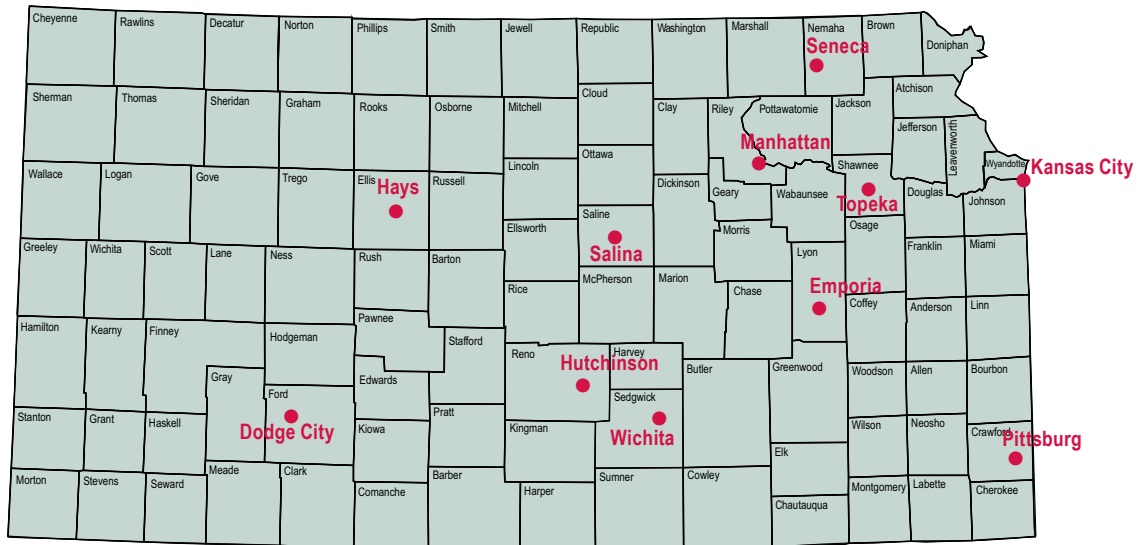 Cheyenne
Rawlins
Decatur
Norton
Phillips
Smith
Jewell
Republic
Washington
Marshall
Nemaha
Brown
Doniphan
Seneca
Sherman
Thomas
Sheridan
Graham
Rooks
Osborne
Mitchell
Cloud
Clay
Riley
Pottawatomie
Jackson
Atchison
Jefferson
Leavenworth
Wyandotte
Manhattan
Kansas City
Wallace
Logan
Gove
Trego
Ellis
Hays
Russell
Lincoln
Ottawa
Dickinson
Geary
Wabaunsee
Shawnee
Topeka
Douglas
Johnson
Saline
Salina
Ellsworth
Morris
Osage
Greeley
Wichita
Scott
Lane
Ness
Rush
Barton
Rice
McPherson
Marion
Chase
Lyon
Emporia
Franklin
Miami
Coffey
Anderson
Linn
Hamilton
Kearny
Finney
Hodgeman
Pawnee
Stafford
Reno
Hutchinson
Harvey
Butler
Greenwood
Woodson
Allen
Bourbon
Gray
Ford
Dodge City
Edwards
Sedgwick
Wichita
Stanton
Grant
Haskell
Kiowa
Pratt
Kingman
Elk
Wilson
Neosho
Crawford
Pittsburg
Morton
Stevens
Seward
Meade
Clark
Comanche
Barber
Harper
Sumner
Cowley
Chautauqua
Montgomery
Labette
Cherokee